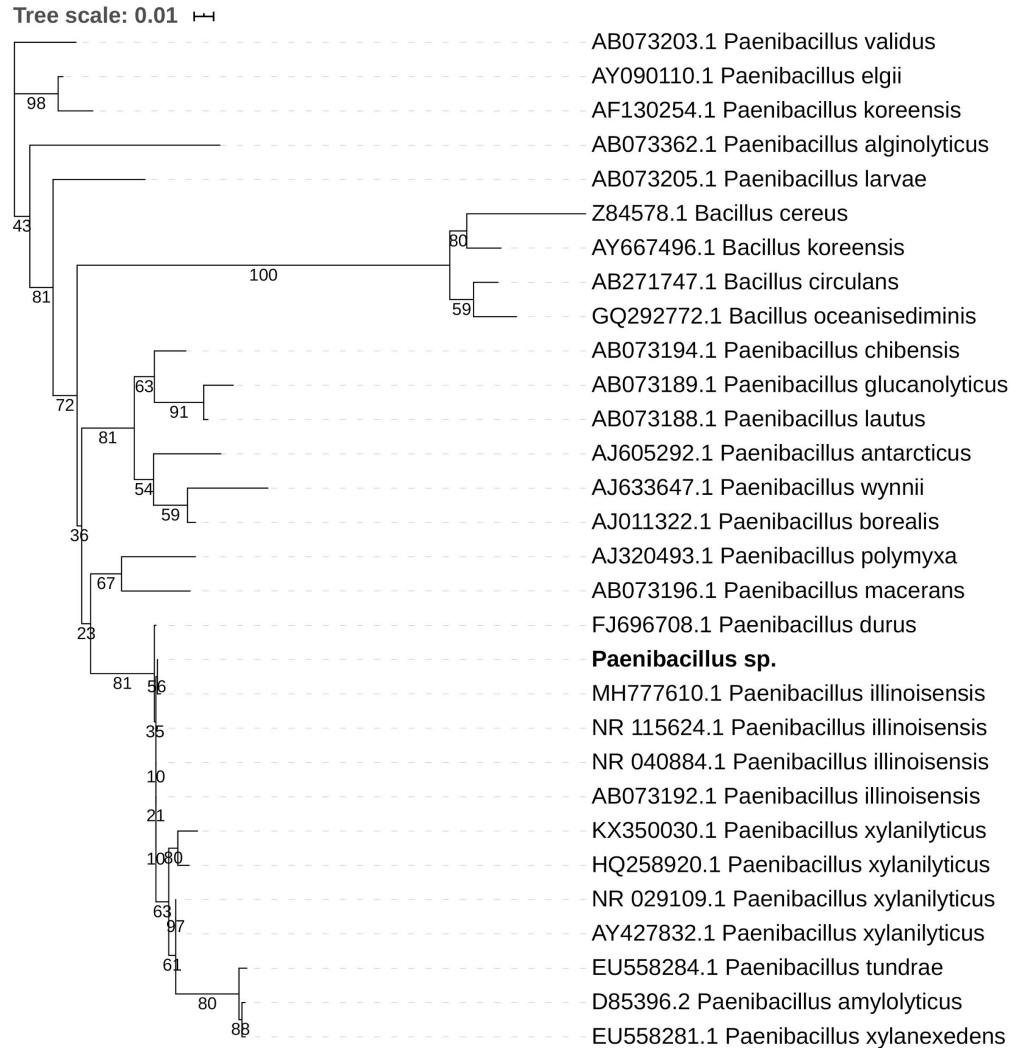 Tree scale: 0.01
AB073203.1 Paenibacillus validus
AY090110.1 Paenibacillus elgii
98
AF130254.1 Paenibacillus koreensis
AB073362.1 Paenibacillus alginolyticus
AB073205.1 Paenibacillus larvae
Z84578.1 Bacillus cereus
43
80
AY667496.1 Bacillus koreensis
100
AB271747.1 Bacillus circulans
81
59
GQ292772.1 Bacillus oceanisediminis
AB073194.1 Paenibacillus chibensis
63
AB073189.1 Paenibacillus glucanolyticus
72
91
AB073188.1 Paenibacillus lautus
81
AJ605292.1 Paenibacillus antarcticus
54
AJ633647.1 Paenibacillus wynnii
59
AJ011322.1 Paenibacillus borealis
36
AJ320493.1 Paenibacillus polymyxa
67
AB073196.1 Paenibacillus macerans
FJ696708.1 Paenibacillus durus
23
Paenibacillus sp.
81
56
MH777610.1 Paenibacillus illinoisensis
NR 115624.1 Paenibacillus illinoisensis
35
NR 040884.1 Paenibacillus illinoisensis
10
AB073192.1 Paenibacillus illinoisensis
21
KX350030.1 Paenibacillus xylanilyticus
10
80
HQ258920.1 Paenibacillus xylanilyticus
NR 029109.1 Paenibacillus xylanilyticus
63
97
AY427832.1 Paenibacillus xylanilyticus
61
EU558284.1 Paenibacillus tundrae
80
D85396.2 Paenibacillus amylolyticus
88
EU558281.1 Paenibacillus xylanexedens